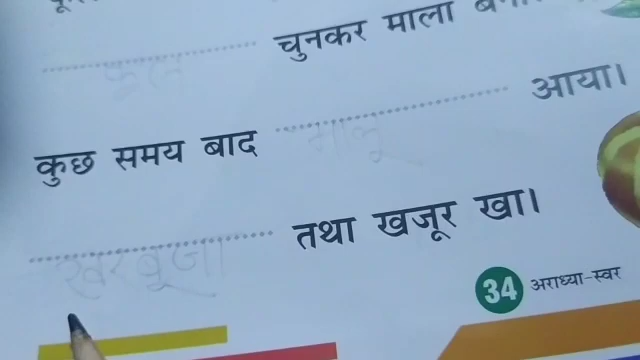 चुनकर माला
फूल
कुछ समय बाद भालू आया।
खरबूजा तथा खजूर खा।
34 अराध्या-स्वर